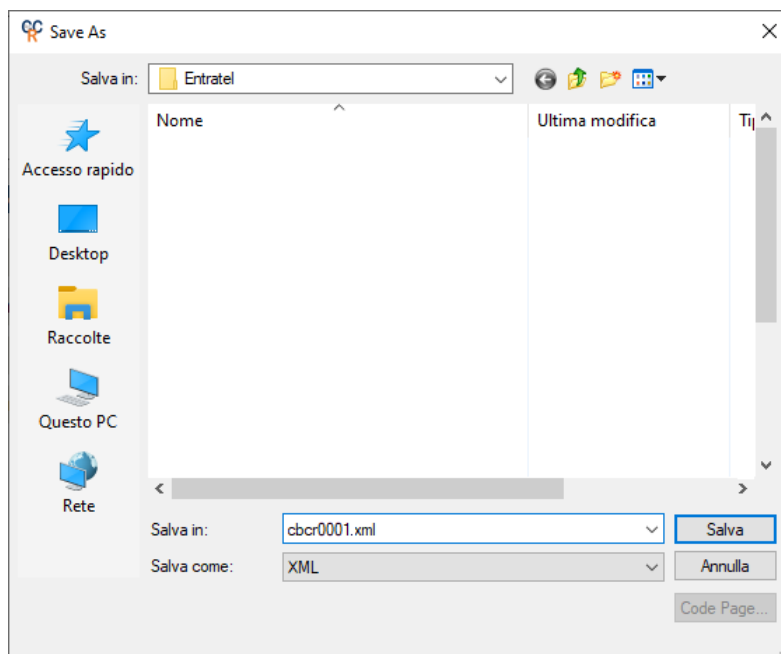 Save As
Salva in:
Entratel
Nome
Ultima modifica
Accesso rapido
Desktop
Raccolte
Questo PC
Rete
Salva in:
cbcr0001.xml
Salva
Salva come:
XML
Annulla
Code Page...